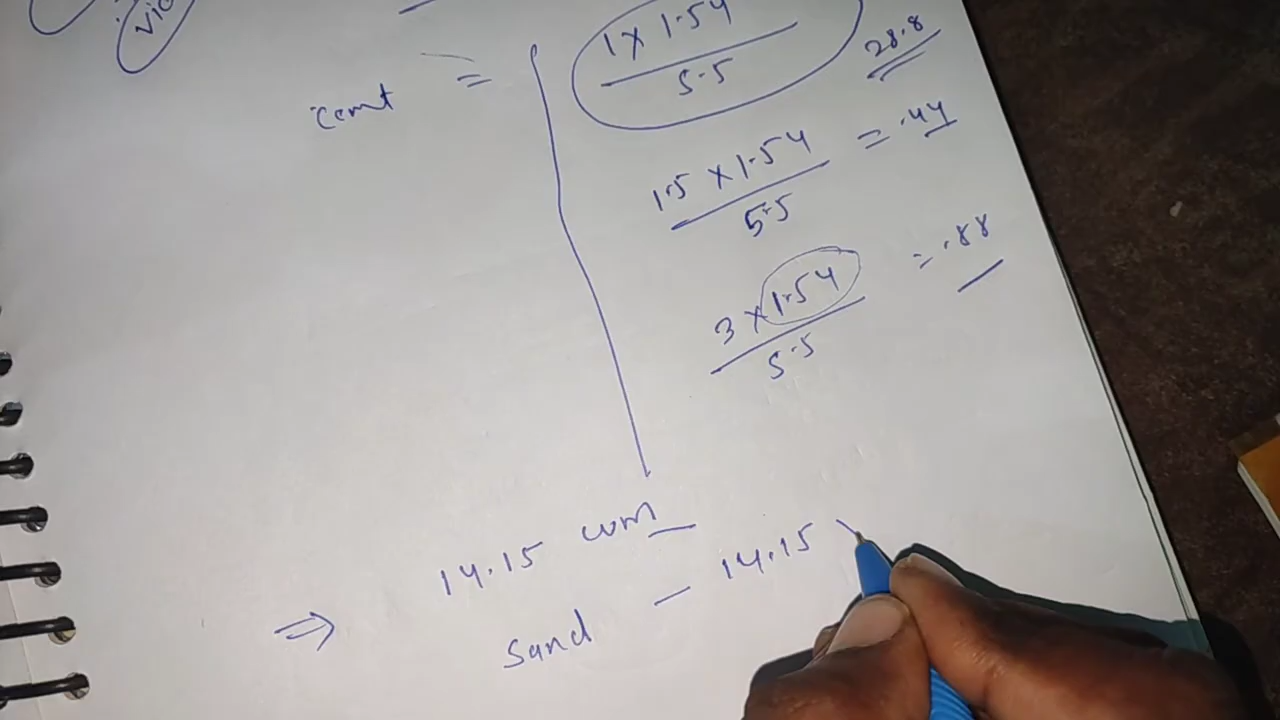 1 x 1.54
5.5
28.8
cemt =
1.5 x 1.54 = .44
5.5
3 x 1.54 = .88
5.5
14.15 cum
⇒ sand - 14.15